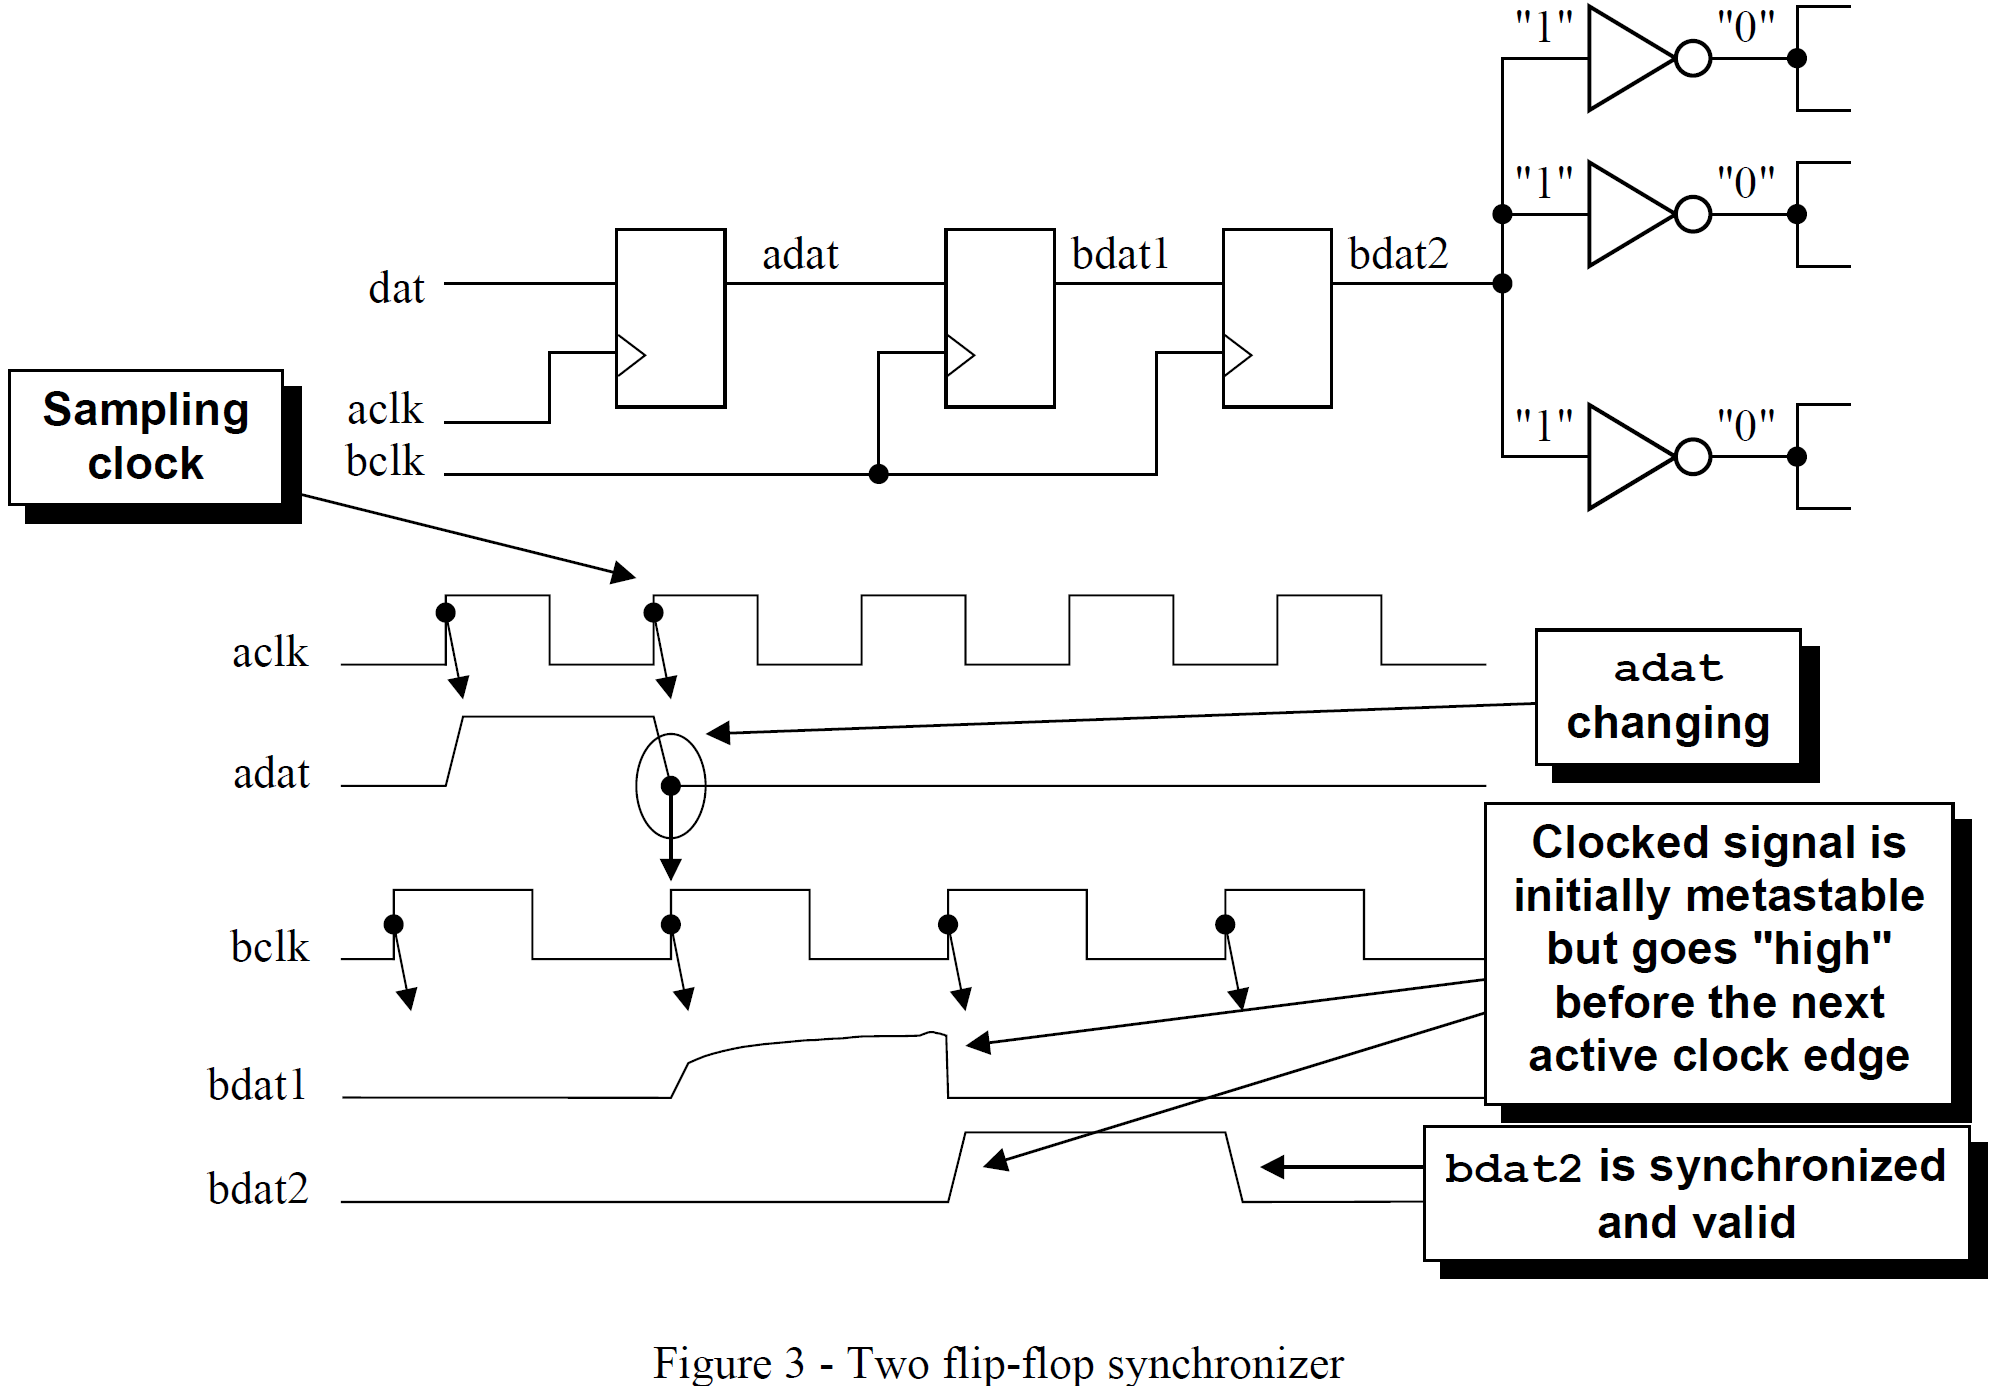 "1"
"0"
"1"
"0"
dat
adat
bdat1
bdat2
Sampling
clock
aclk
bclk
"1"
"0"
aclk
adat
changing
adat
Clocked signal is
initially metastable
but goes "high"
before the next
active clock edge
bclk
bdat1
bdat2 is synchronized
and valid
bdat2
Figure 3 - Two flip-flop synchronizer